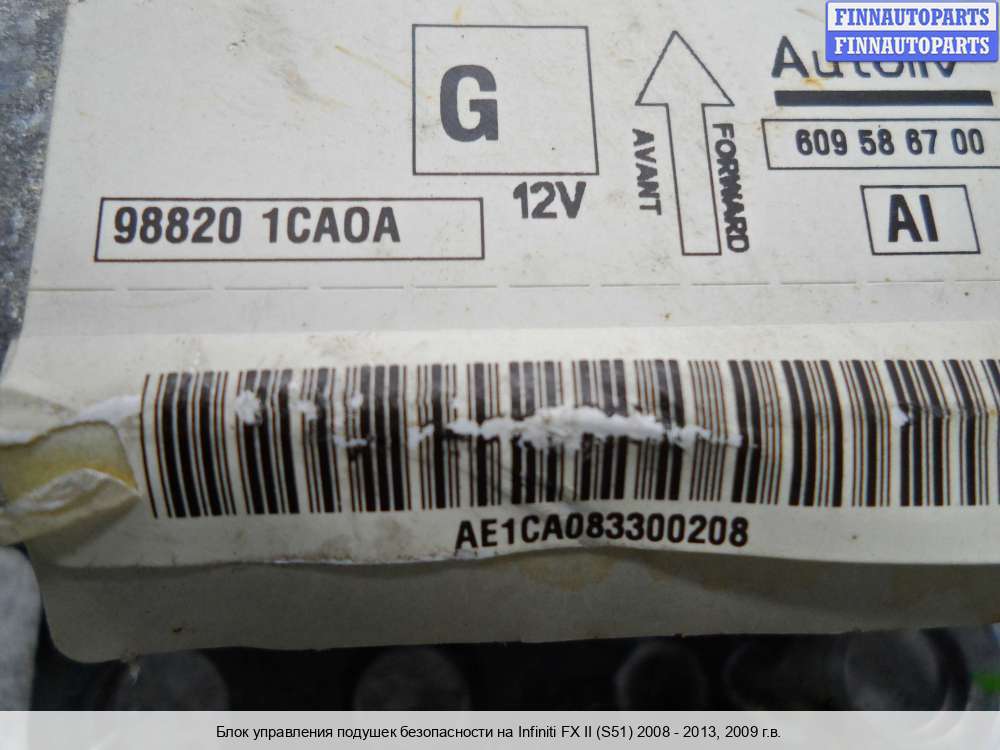 FINNAUTOPARTS
FINNAUTOPARTS
Autoliv
G
12V
AVANT
FORWARD
609 58 67 00
AI
98820 1CA0A
AE1CA083300208
Блок управления подушек безопасности на Infiniti FX II (S51) 2008 - 2013, 2009 г.в.